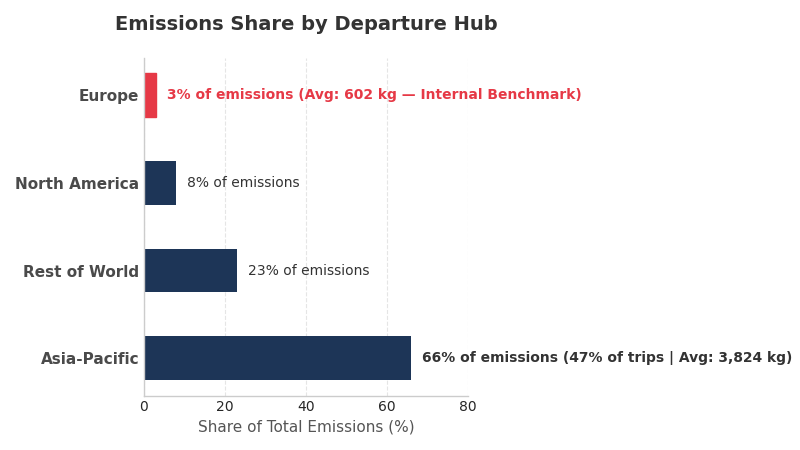 Emissions Share by Departure Hub
Europe
3% of emissions (Avg: 602 kg — Internal Benchmark)
North America
8% of emissions
Rest of World
23% of emissions
Asia-Pacific
66% of emissions (47% of trips | Avg: 3,824 kg)
0 20 40 60 80
Share of Total Emissions (%)